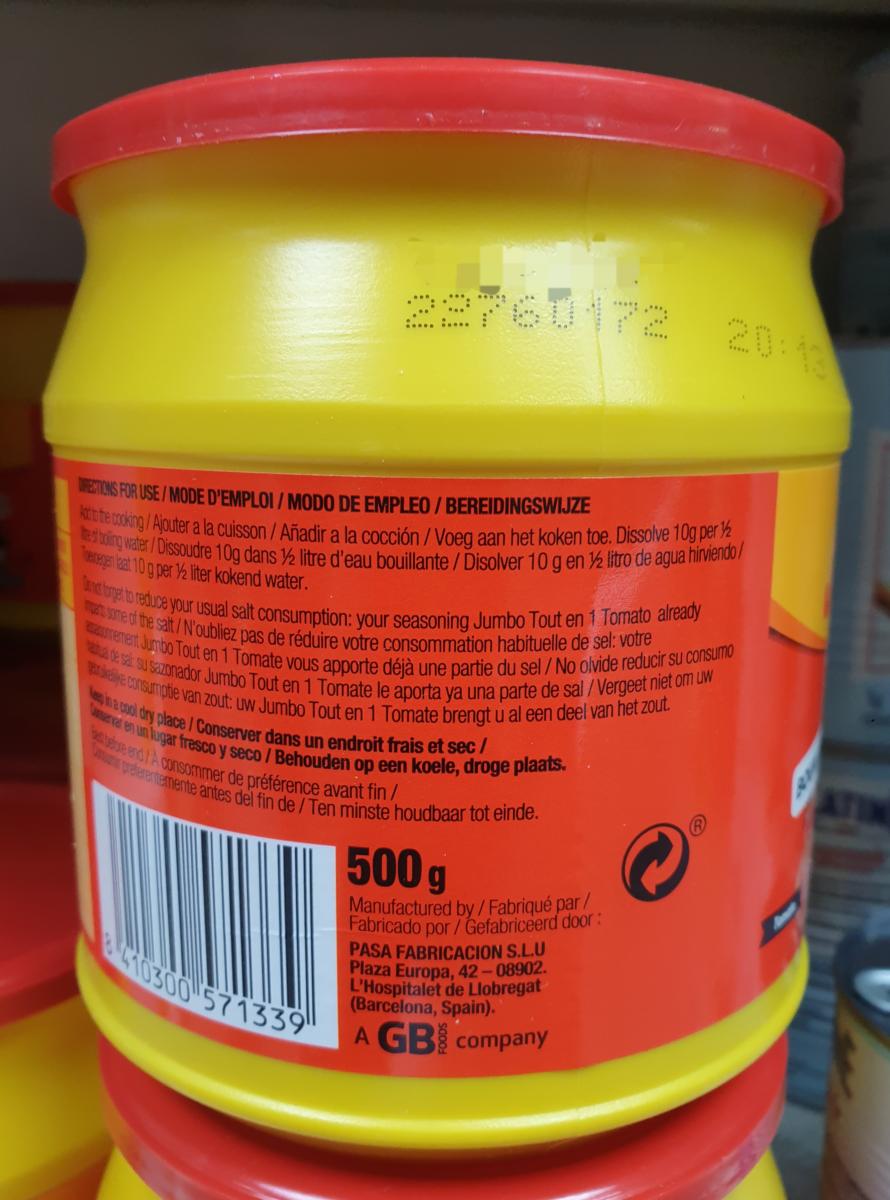 22760172
20:
DIRECTIONS FOR USE / MODE D'EMPLOI / MODO DE EMPLEO / BEREIDINGSWIJZE
Add to the cooking / Ajouter a la cuisson / Añadir a la cocción / Voeg aan het koken toe. Dissolve 10g per ½
litre of boiling water / Dissoudre 10g dans ½ litre d'eau bouillante / Disolver 10 g en ½ litro de agua hirviendo /
Toevoegen laat 10 g per ½ liter kokend water.
Do not forget to reduce your usual salt consumption: your seasoning Jumbo Tout en 1 Tomato already
imparts some of the salt / N'oubliez pas de réduire votre consommation habituelle de sel: votre
assaisonnement Jumbo Tout en 1 Tomate vous apporte déjà une partie du sel / No olvide reducir su consumo
habitual de sal: su sazonador Jumbo Tout en 1 Tomate le aporta ya una parte de sal / Vergeet niet om uw
gebruikelijke consumptie van zout: uw Jumbo Tout en 1 Tomate brengt u al een deel van het zout.
Keep in a cool dry place / Conserver dans un endroit frais et sec /
Conservar en un lugar fresco y seco / Behouden op een koele, droge plaats.
Best before end / A consommer de préférence avant fin /
Consumir preferentemente antes del fin de / Ten minste houdbaar tot einde.
500 g
®
Manufactured by / Fabriqué par /
Fabricado por / Gefabriceerd door :
PASA FABRICACION S.L.U
Plaza Europa, 42 – 08902.
L'Hospitalet de Llobregat
(Barcelona, Spain).
A GB FOODS company
8 410300 571339